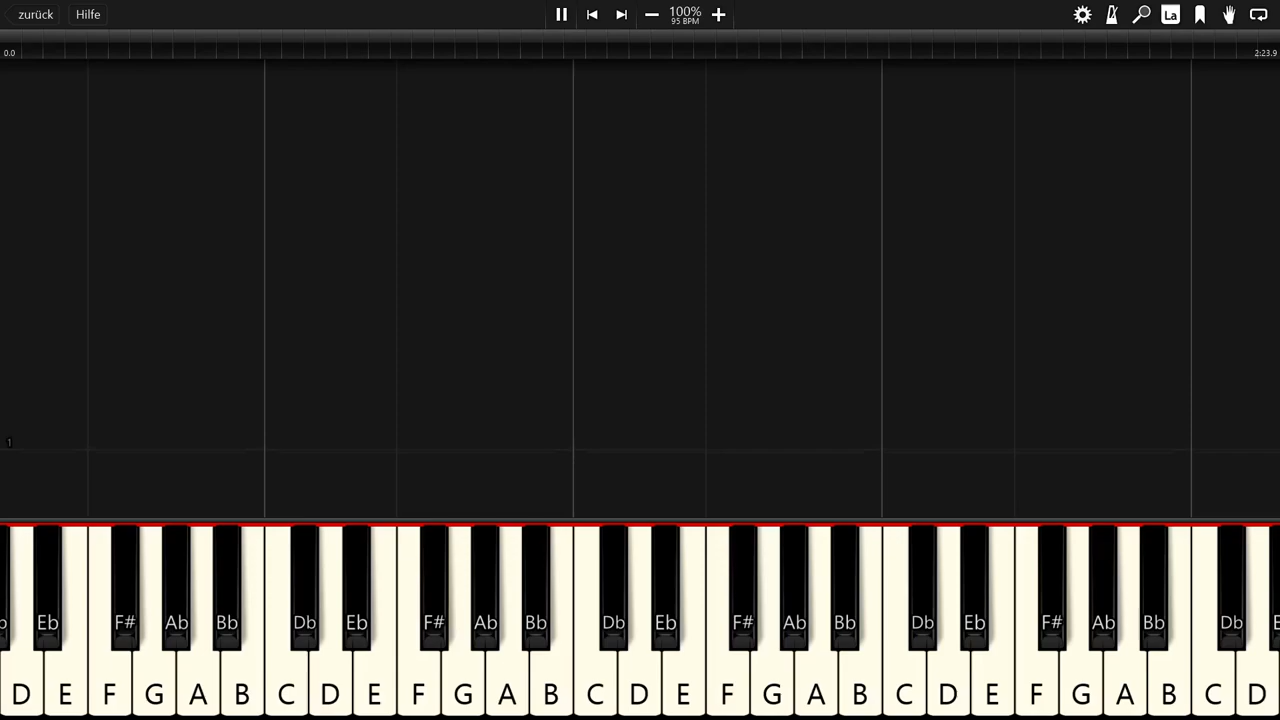 zurück Hilfe 100% La
95 BPM
0.0 2:23.9
1
b Eb F# Ab Bb Db Eb F# Ab Bb Db Eb F# Ab Bb Db Eb F# Ab Bb Db E
D E F G A B C D E F G A B C D E F G A B C D E F G A B C D